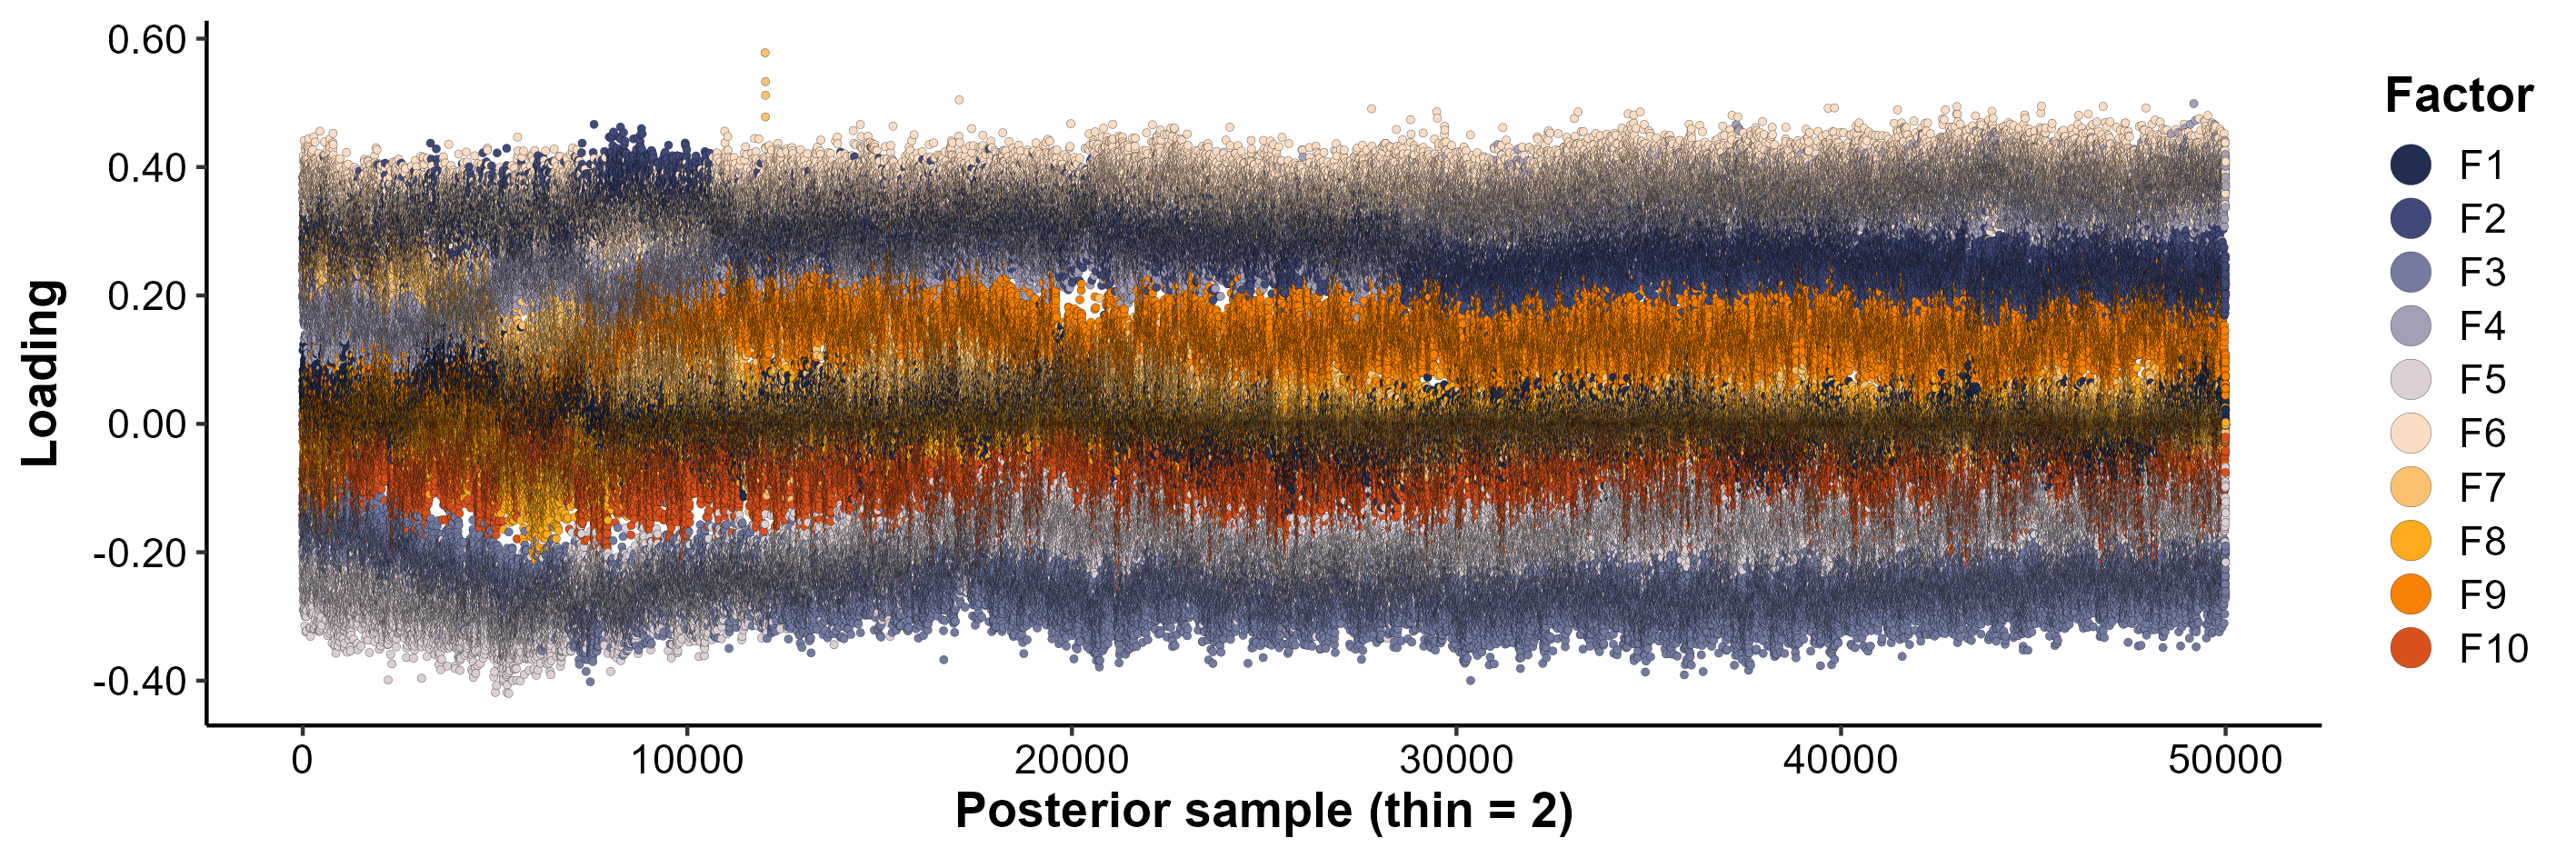 0.60
0.40
0.20
0.00
-0.20
-0.40
Loading
0
10000
20000
30000
40000
50000
Posterior sample (thin = 2)
Factor
F1
F2
F3
F4
F5
F6
F7
F8
F9
F10